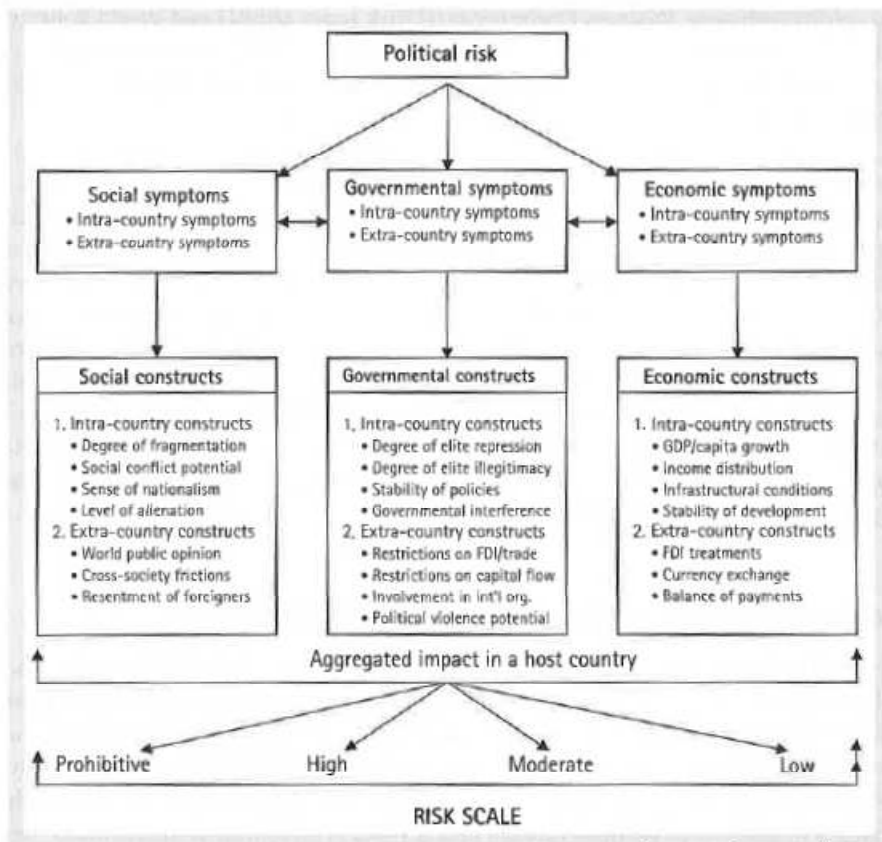 Political risk
Social symptoms
• Intra-country symptoms
• Extra-country symptoms
Governmental symptoms
• Intra-country symptoms
• Extra-country symptoms
Economic symptoms
• Intra-country symptoms
• Extra-country symptoms
Social constructs
1. Intra-country constructs
• Degree of fragmentation
• Social conflict potential
• Sense of nationalism
• Level of alienation
2. Extra-country constructs
• World public opinion
• Cross-society frictions
• Resentment of foreigners
Governmental constructs
1. Intra-country constructs
• Degree of elite repression
• Degree of elite illegitimacy
• Stability of policies
• Governmental interference
2. Extra-country constructs
• Restrictions on FDI/trade
• Restrictions on capital flow
• Involvement in int'l org.
• Political violence potential
Economic constructs
1. Intra-country constructs
• GDP/capita growth
• Income distribution
• Infrastructural conditions
• Stability of development
2. Extra-country constructs
• FDI treatments
• Currency exchange
• Balance of payments
Aggregated impact in a host country
Prohibitive High Moderate Low
RISK SCALE